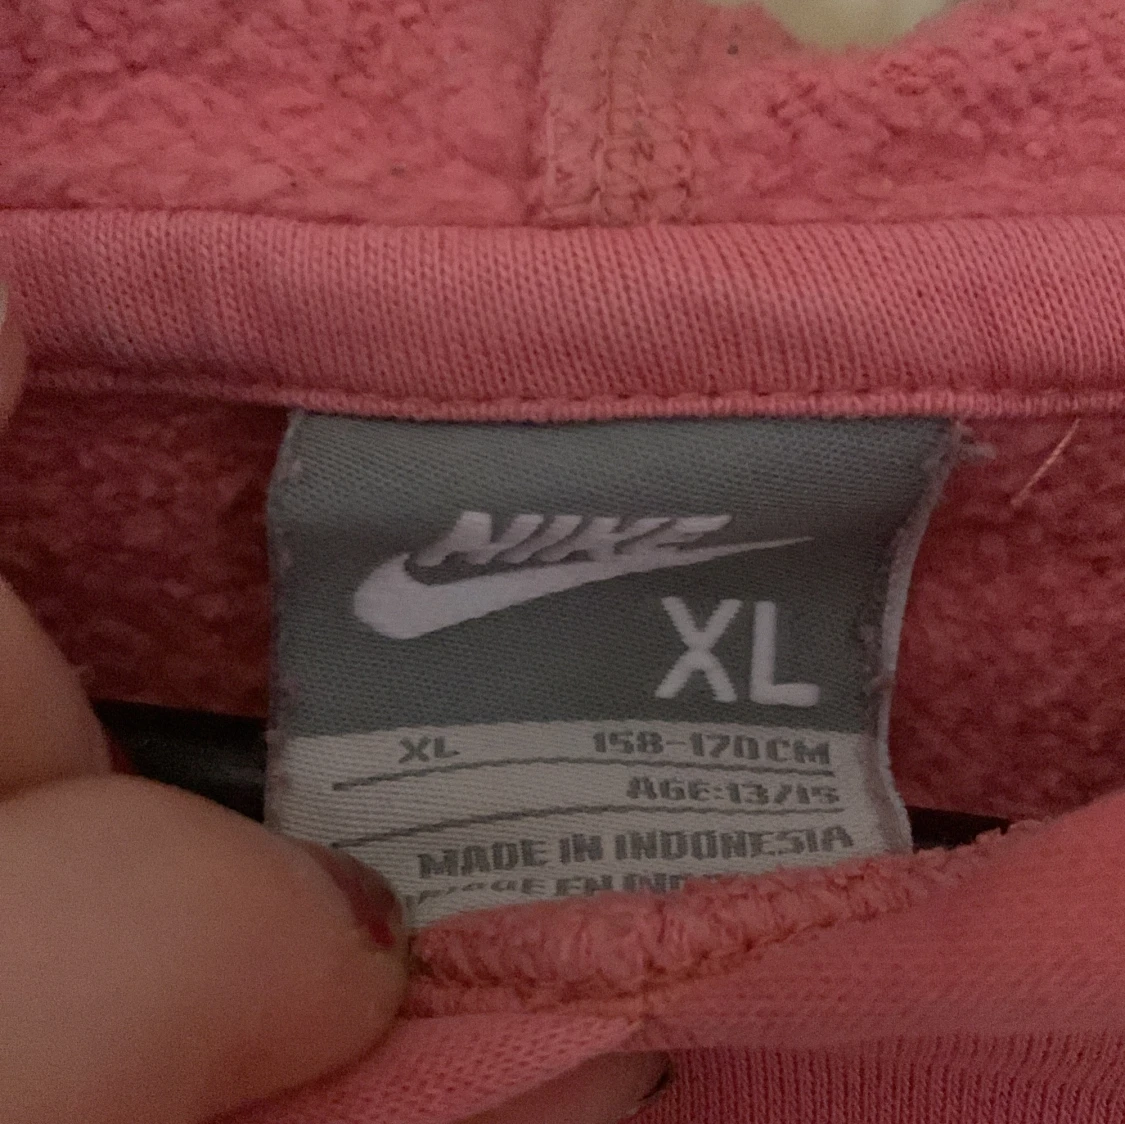 NIKE
XL
XL 158-170CM
AGE:13/15
MADE IN INDONESIA